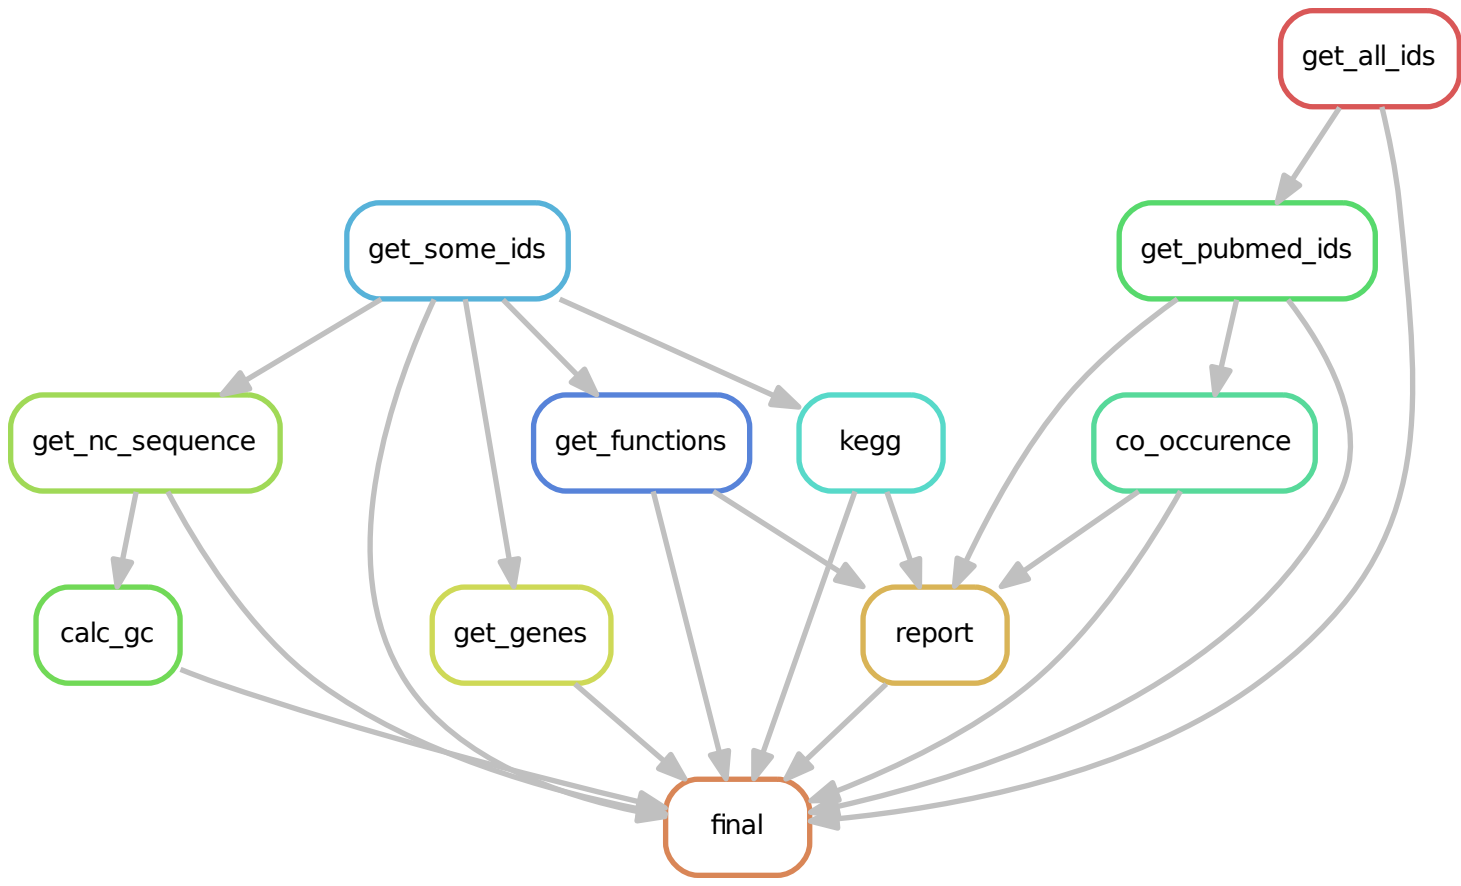 get_all_ids
get_some_ids
get_pubmed_ids
get_nc_sequence
get_functions
kegg
co_occurence
calc_gc
get_genes
report
final